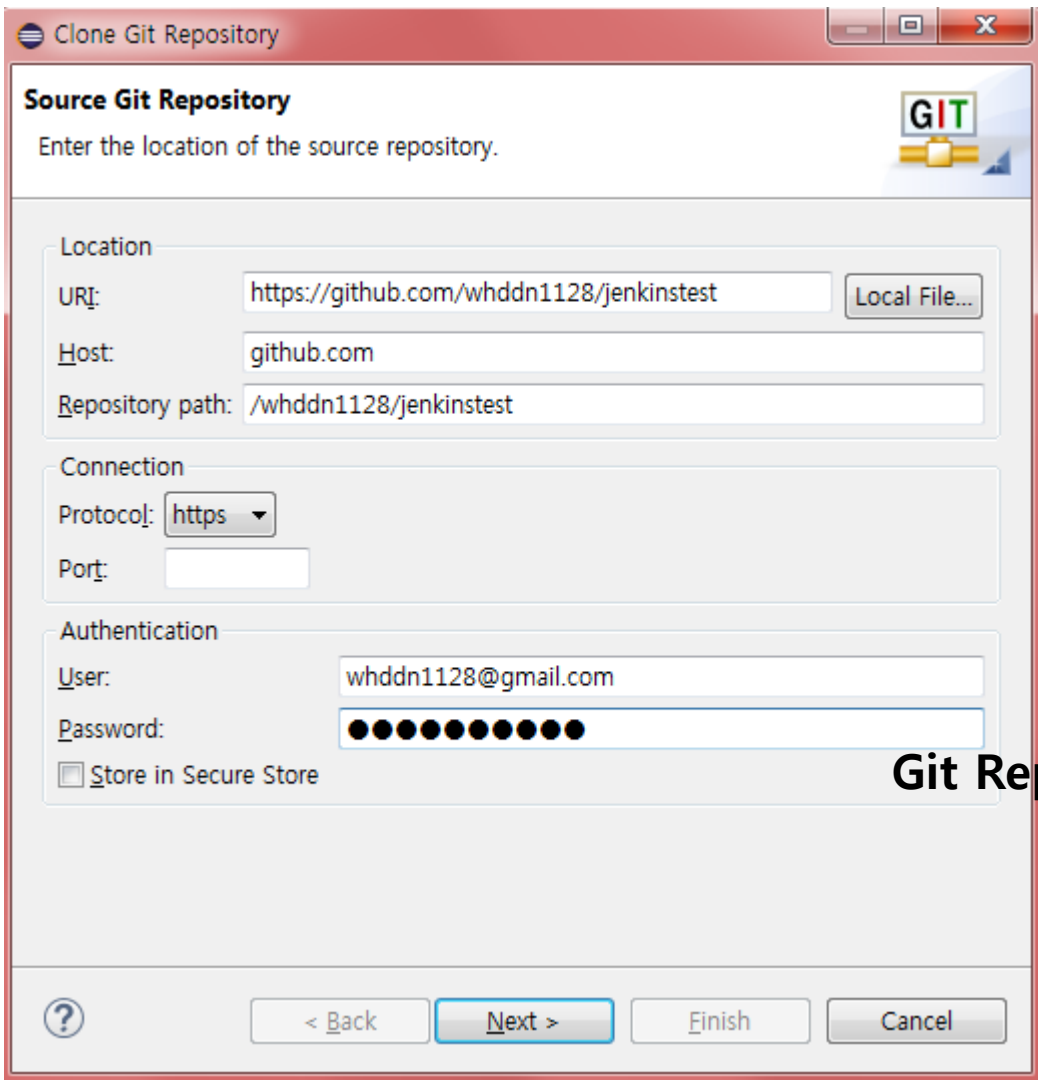 Clone Git Repository
Source Git Repository
Enter the location of the source repository.
GIT
Location
URI: https://github.com/whddn1128/jenkinstest Local File...
Host: github.com
Repository path: /whddn1128/jenkinstest
Connection
Protocol: https
Port:
Authentication
User: whddn1128@gmail.com
Password: ●●●●●●●●●●
Store in Secure Store
Git Rep
? < Back Next > Finish Cancel